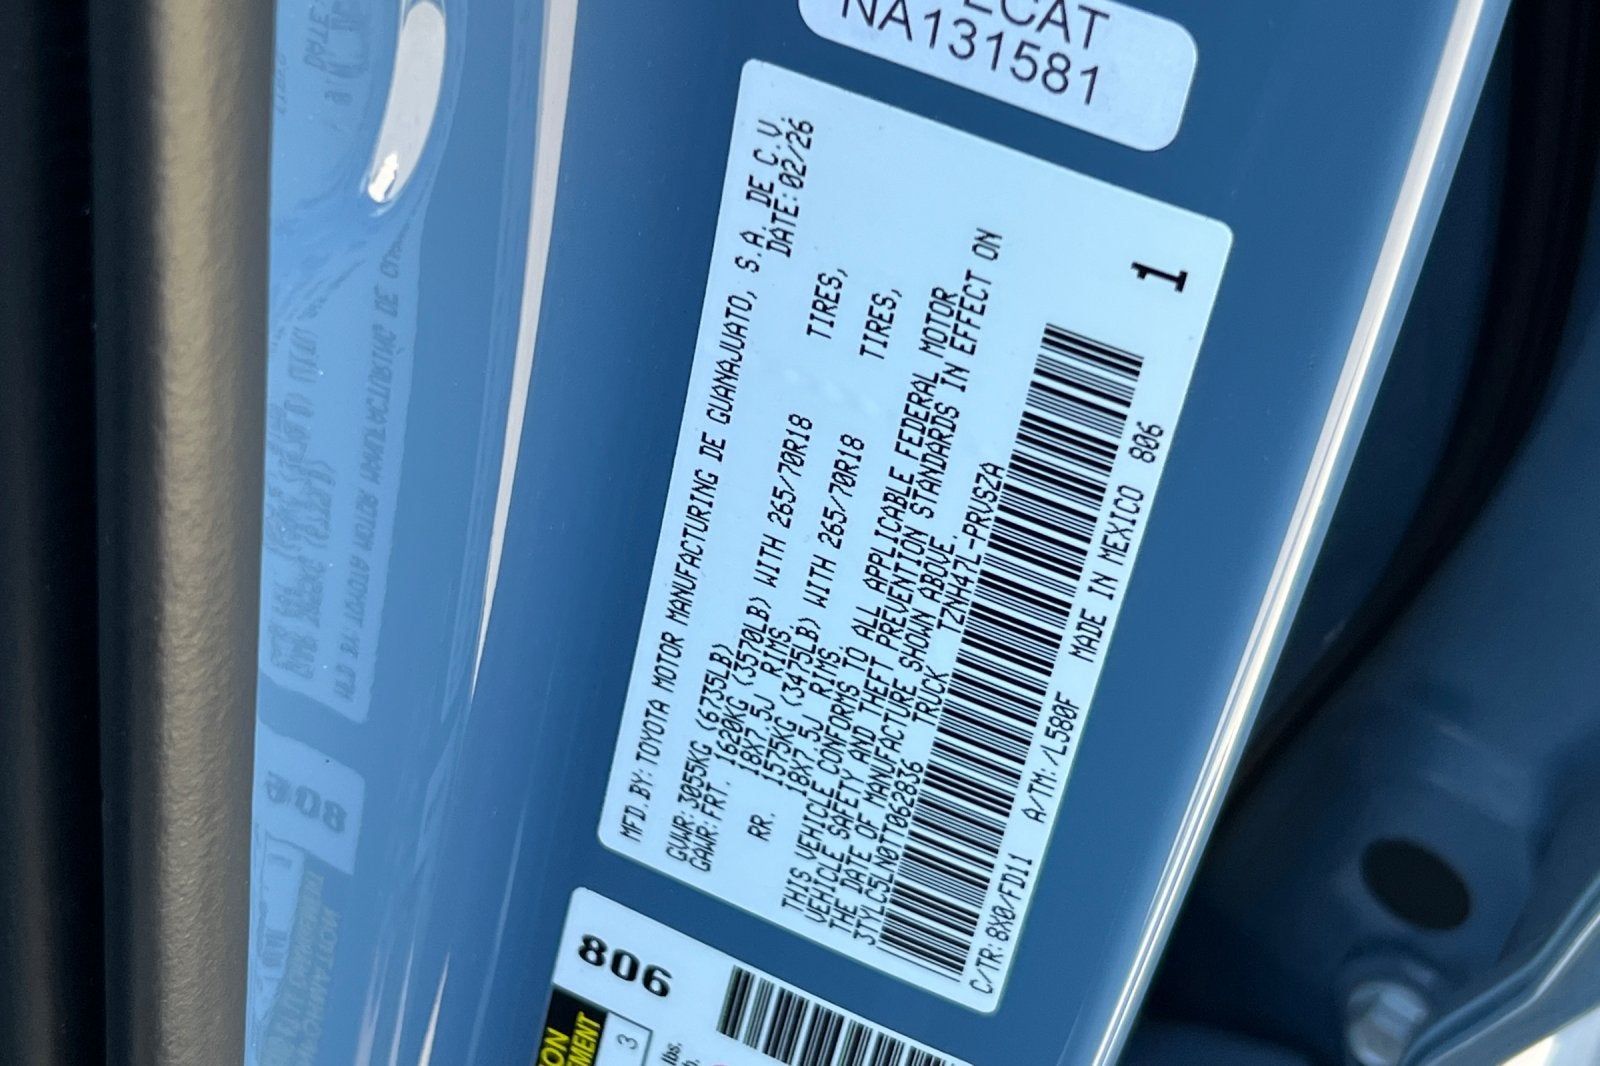 CAT
NA131581
MFD.BY:TOYOTA MOTOR MANUFACTURING DE GUANAJUATO, S.A. DE C.V.
DATE:02/26
GVWR:3055KG (6735LB)
GAWR:FRT. 1620KG (3570LB) WITH 265/70R18 TIRES,
18X7.5J RIMS.
RR. 1575KG (3475LB) WITH 265/70R18 TIRES,
18X7.5J RIMS.
THIS VEHICLE CONFORMS TO ALL APPLICABLE FEDERAL MOTOR
VEHICLE SAFETY AND THEFT PREVENTION STANDARDS IN EFFECT ON
THE DATE OF MANUFACTURE SHOWN ABOVE.
3TYLC5LN0TT062836 TRUCK TZNH47L-PRVSZA
1
C/TR:8X0/FD11 A/TM:/L580F MADE IN MEXICO 806
806
3
lbs.